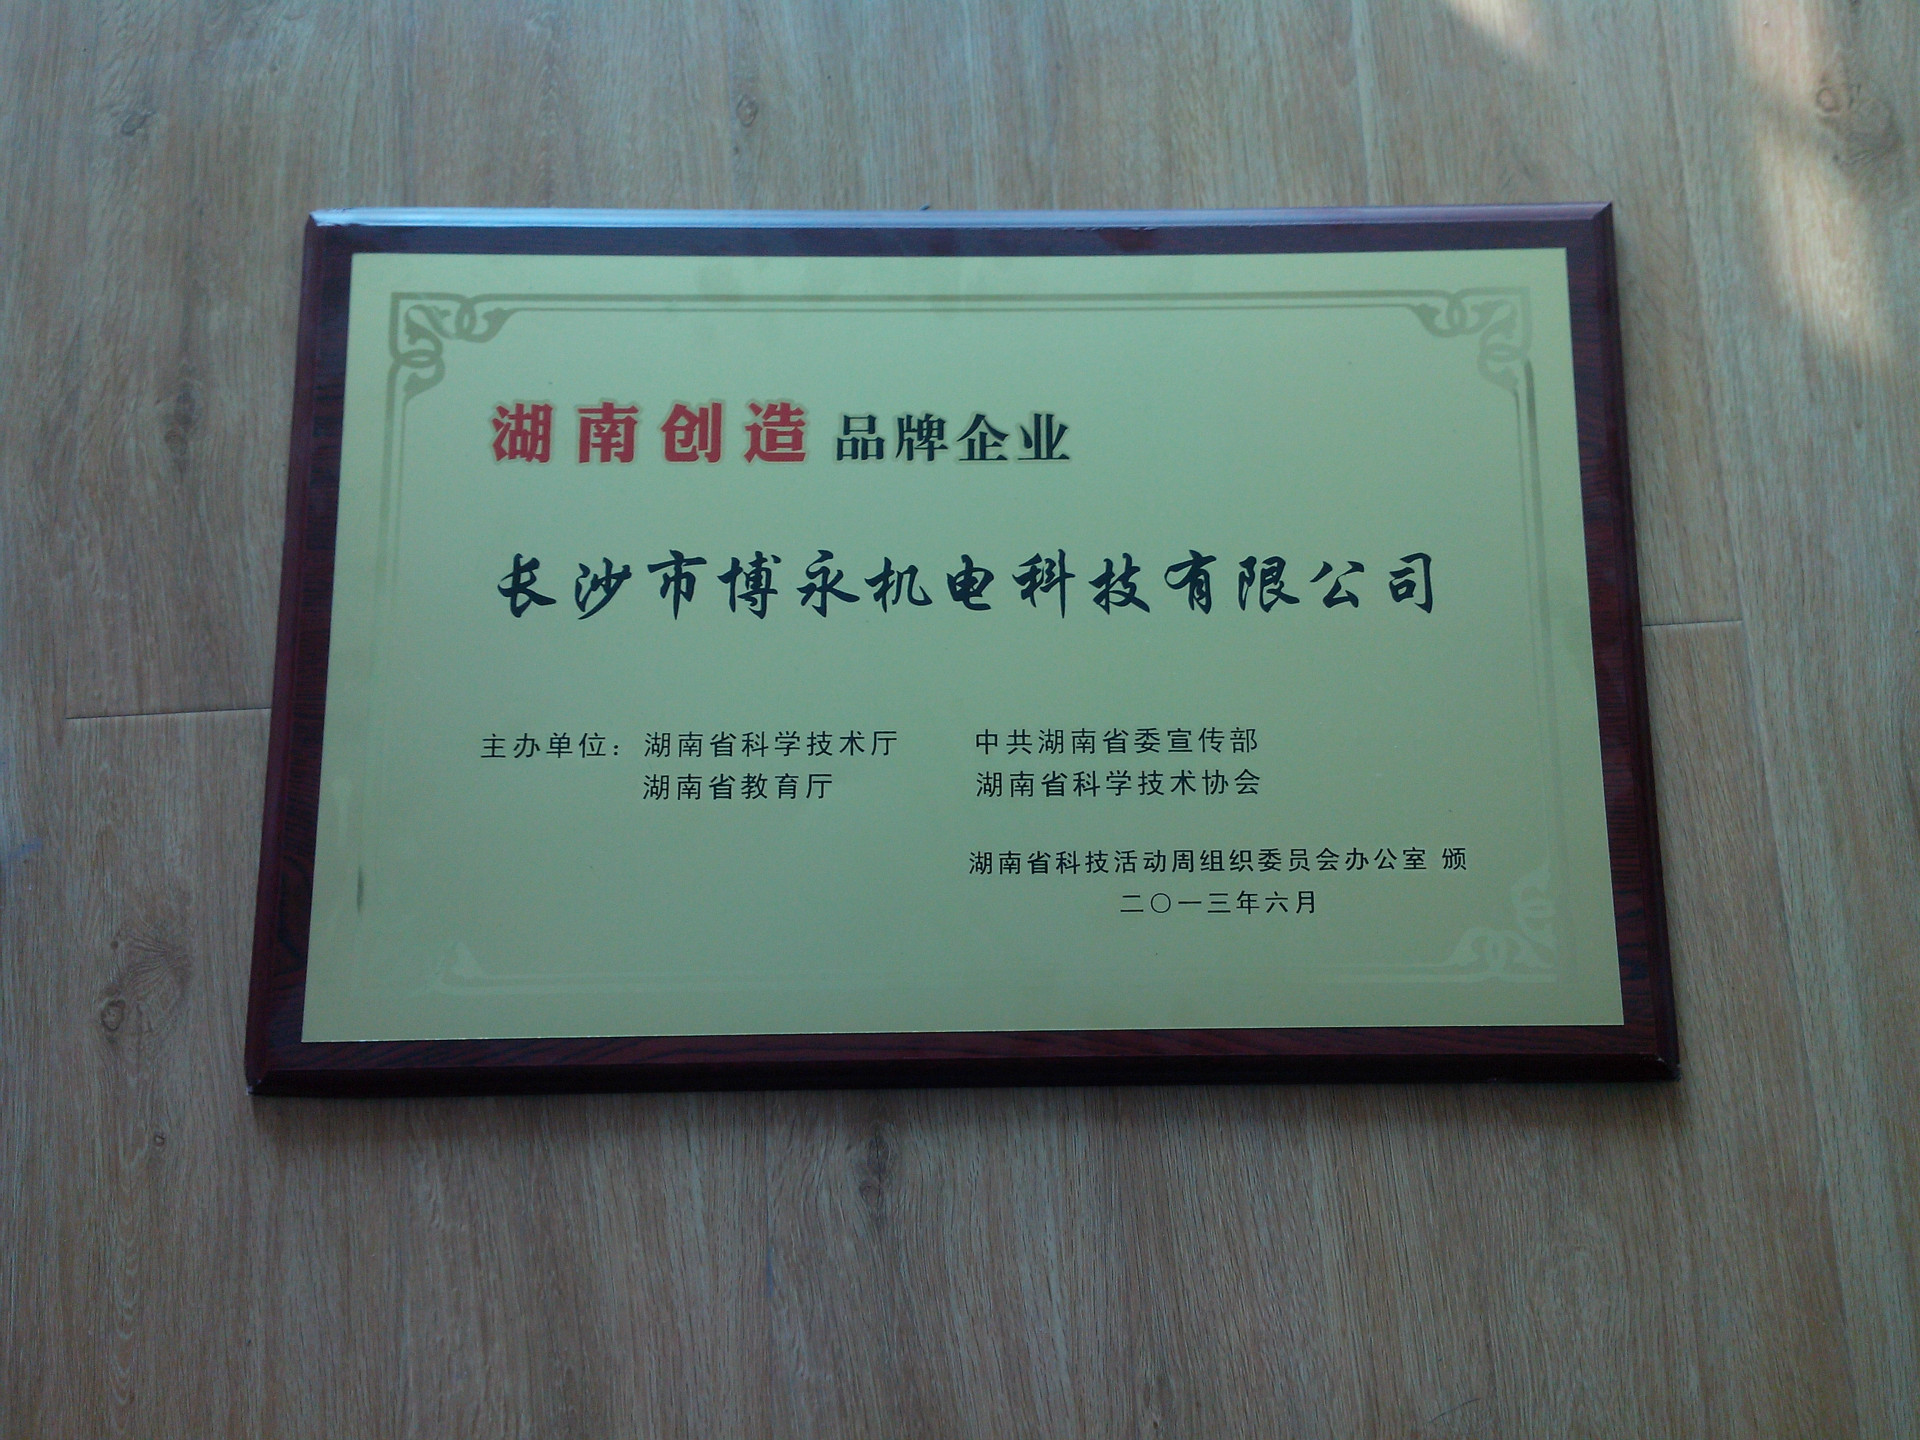 湖南创造品牌企业
长沙市博永机电科技有限公司
主办单位：湖南省科学技术厅 中共湖南省委宣传部
湖南省教育厅 湖南省科学技术协会
湖南省科技活动周组织委员会办公室 颁
二〇一三年六月